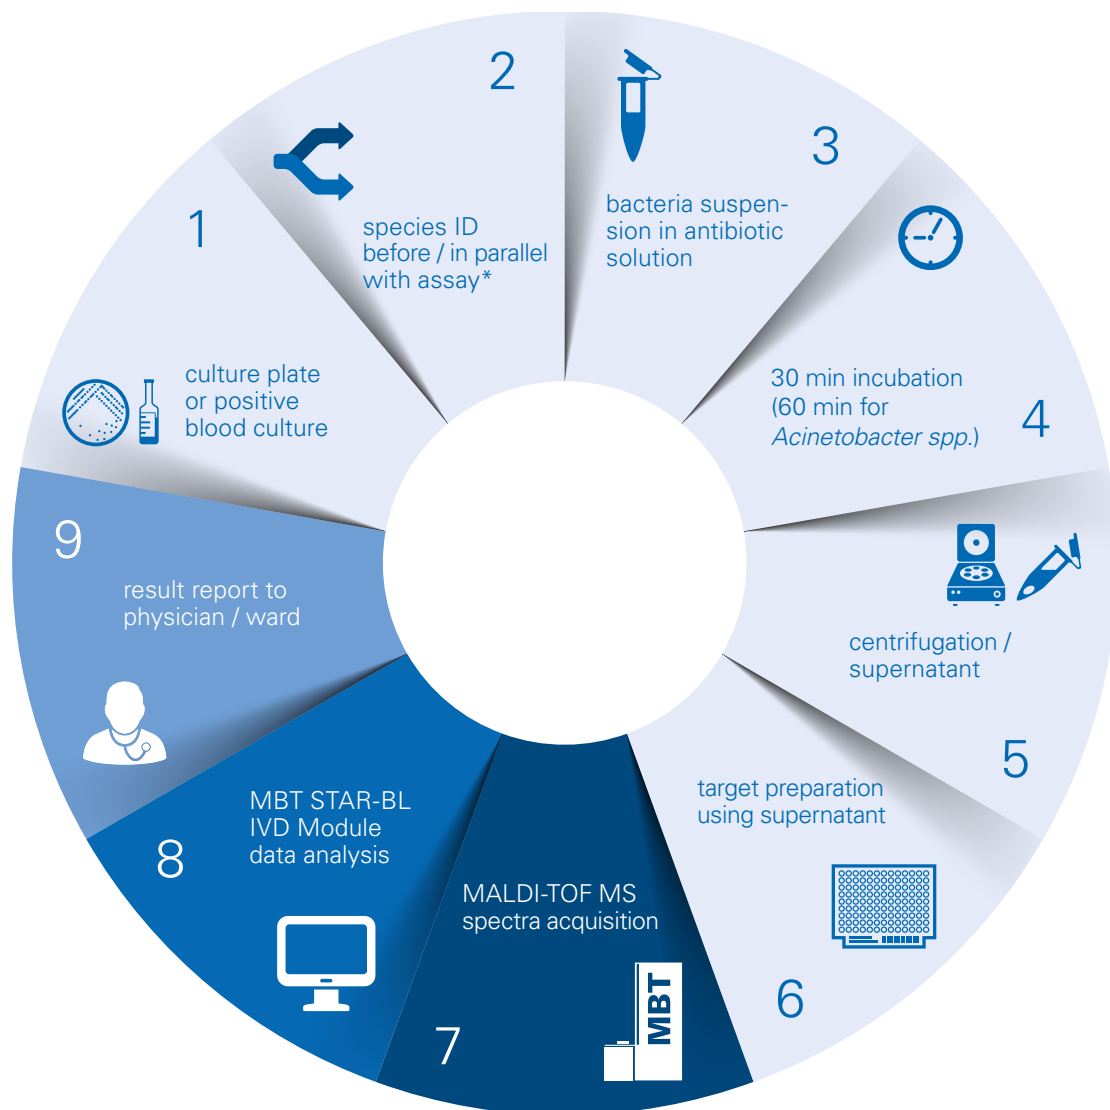 1
culture plate
or positive
blood culture
2
species ID
before / in parallel
with assay*
3
bacteria suspen-
sion in antibiotic
solution
4
30 min incubation
(60 min for
Acinetobacter spp.)
5
centrifugation /
supernatant
6
target preparation
using supernatant
7
MALDI-TOF MS
spectra acquisition
MBT
8
MBT STAR-BL
IVD Module
data analysis
9
result report to
physician / ward